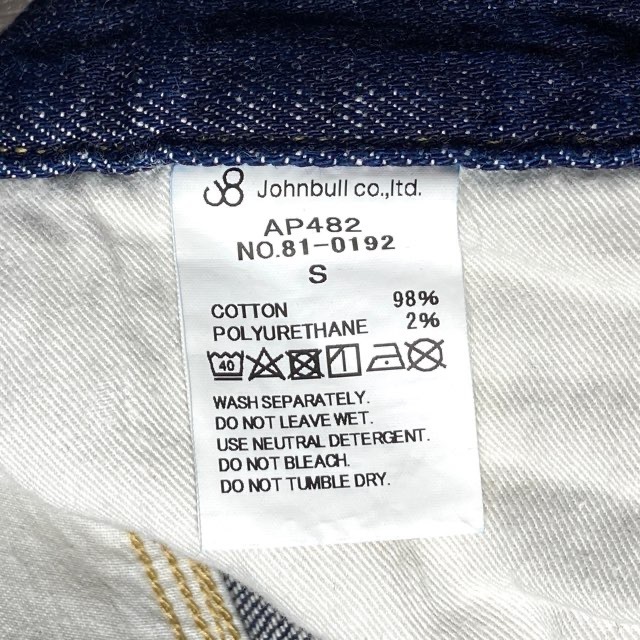 JB Johnbull co.,ltd.
AP482
NO.81-0192
S
COTTON 98%
POLYURETHANE 2%
40
WASH SEPARATELY.
DO NOT LEAVE WET.
USE NEUTRAL DETERGENT.
DO NOT BLEACH.
DO NOT TUMBLE DRY.